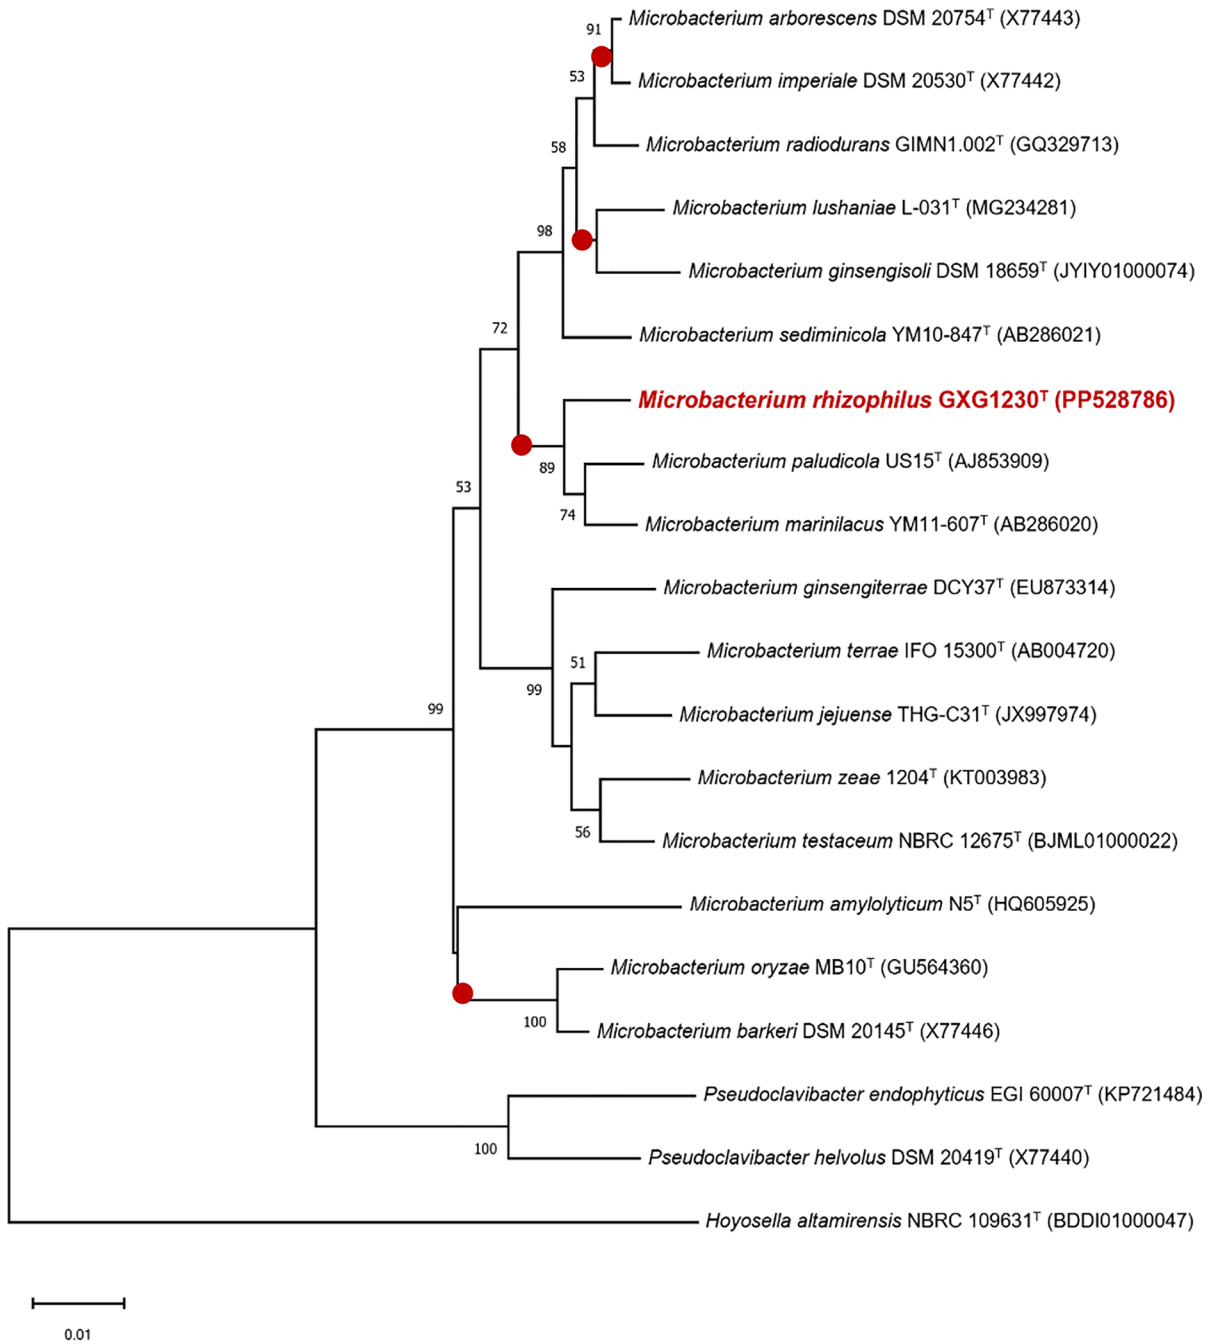 Microbacterium arborescens DSM 20754ᵀ (X77443)
91
Microbacterium imperiale DSM 20530ᵀ (X77442)
53
Microbacterium radiodurans GIMN1.002ᵀ (GQ329713)
58
Microbacterium lushaniae L-031ᵀ (MG234281)
98
Microbacterium ginsengisoli DSM 18659ᵀ (JYIY01000074)
72
Microbacterium sediminicola YM10-847ᵀ (AB286021)
Microbacterium rhizophilus GXG1230ᵀ (PP528786)
89
Microbacterium paludicola US15ᵀ (AJ853909)
53
74
Microbacterium marinilacus YM11-607ᵀ (AB286020)
Microbacterium ginsengiterrae DCY37ᵀ (EU873314)
51
Microbacterium terrae IFO 15300ᵀ (AB004720)
99
99
Microbacterium jejuense THG-C31ᵀ (JX997974)
Microbacterium zeae 1204ᵀ (KT003983)
56
Microbacterium testaceum NBRC 12675ᵀ (BJML01000022)
Microbacterium amylolyticum N5ᵀ (HQ605925)
Microbacterium oryzae MB10ᵀ (GU564360)
100
Microbacterium barkeri DSM 20145ᵀ (X77446)
Pseudoclavibacter endophyticus EGI 60007ᵀ (KP721484)
100
Pseudoclavibacter helvolus DSM 20419ᵀ (X77440)
Hoyosella altamirensis NBRC 109631ᵀ (BDDI01000047)
0.01